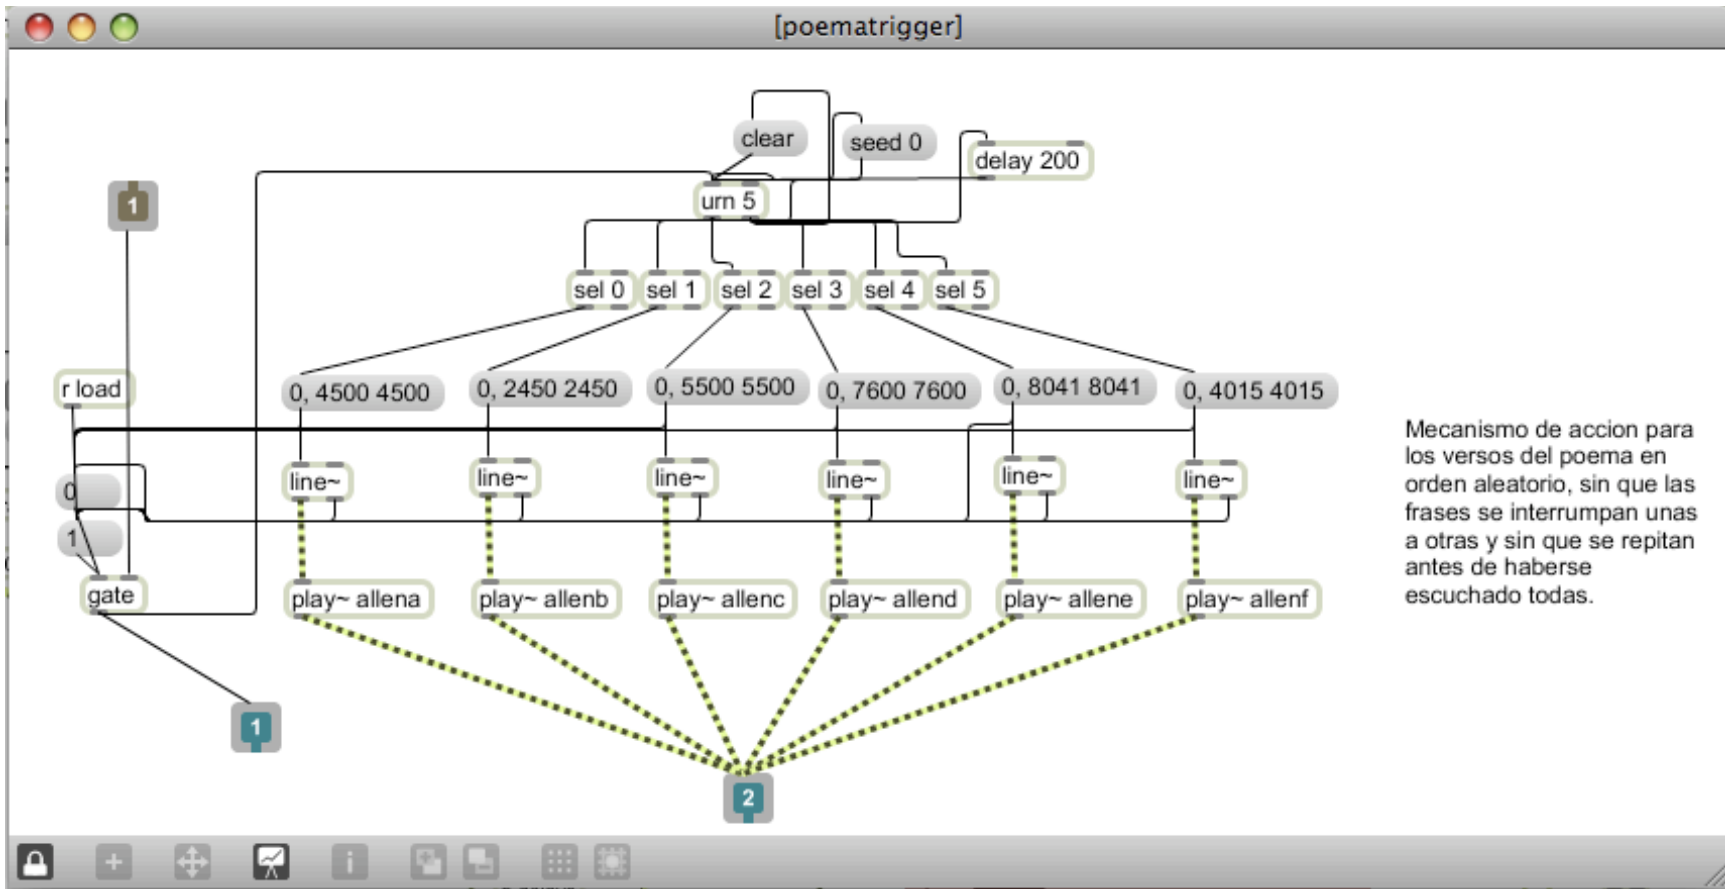 [poematrigger]
clear
seed 0
delay 200
1
urn 5
sel 0
sel 1
sel 2
sel 3
sel 4
sel 5
r load
0, 4500 4500
0, 2450 2450
0, 5500 5500
0, 7600 7600
0, 8041 8041
0, 4015 4015
Mecanismo de accion para
los versos del poema en
orden aleatorio, sin que las
frases se interrumpan unas
a otras y sin que se repitan
antes de haberse
escuchado todas.
0
line~
line~
line~
line~
line~
line~
1
gate
play~ allena
play~ allenb
play~ allenc
play~ allend
play~ allene
play~ allenf
1
2